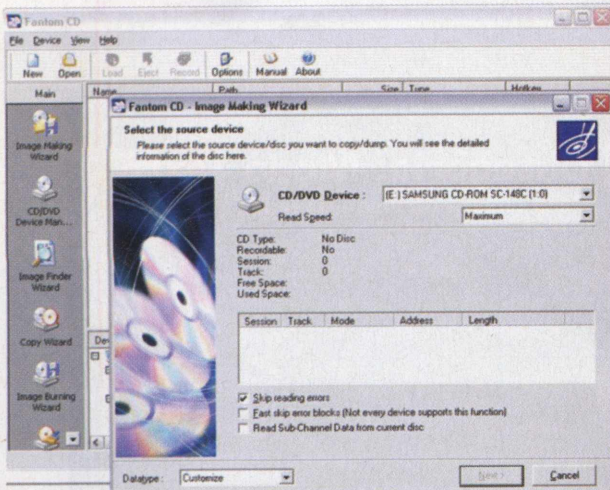 Fantom CD
File Device View Help
New Open Load Eject Record Options Manual About
Main Name Path Size Type Hotkey
Fantom CD - Image Making Wizard
Select the source device
Please select the source device/disc you want to copy/dump. You will see the detailed
information of the disc here.
Image Making
Wizard
CD/DVD
Device Man...
Image Finder
Wizard
Copy Wizard
Image Burning
Wizard
CD/DVD Device : (E:) SAMSUNG CD-ROM SC-148C (1:0)
Read Speed: Maximum
CD Type: No Disc
Recordable: No
Session: 0
Track: 0
Free Space:
Used Space:
Session Track Mode Address Length
Dev
Skip reading errors
Fast skip error blocks (Not every device supports this function)
Read Sub-Channel Data from current disc
Datatype : Customize
Next > Cancel